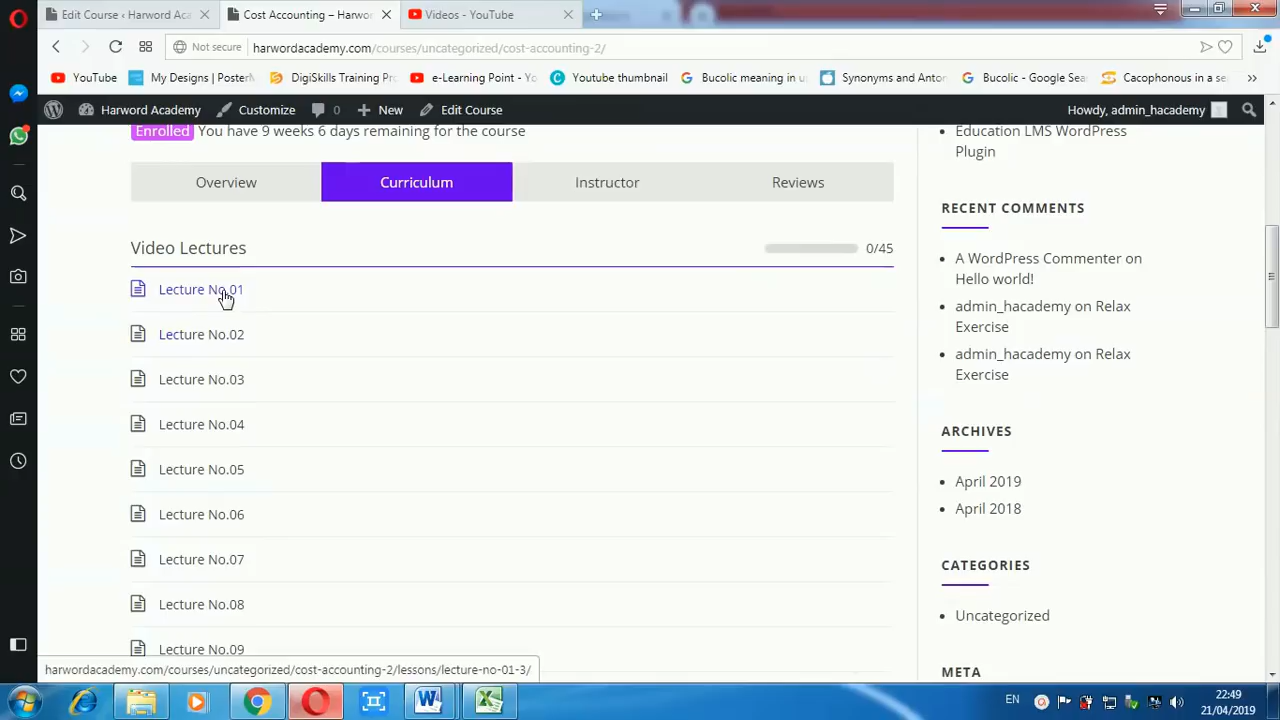 Edit Course ‹ Harword Aca
Cost Accounting – Harwo
Videos - YouTube
Not secure
harwordacademy.com/courses/uncategorized/cost-accounting-2/
YouTube
My Designs | PosterM
DigiSkills Training Pr
e-Learning Point - Yo
Youtube thumbnail
Bucolic meaning in u
Synonyms and Anton
Bucolic - Google Sea
Cacophonous in a se
Harword Academy
Customize
0
New
Edit Course
Howdy, admin_hacademy
Enrolled You have 9 weeks 6 days remaining for the course
Overview
Curriculum
Instructor
Reviews
Video Lectures
0/45
Lecture No.01
Lecture No.02
Lecture No.03
Lecture No.04
Lecture No.05
Lecture No.06
Lecture No.07
Lecture No.08
Lecture No.09
Education LMS WordPress
Plugin
RECENT COMMENTS
A WordPress Commenter on
Hello world!
admin_hacademy on Relax
Exercise
admin_hacademy on Relax
Exercise
ARCHIVES
April 2019
April 2018
CATEGORIES
Uncategorized
META
harwordacademy.com/courses/uncategorized/cost-accounting-2/lessons/lecture-no-01-3/
EN
22:49
21/04/2019